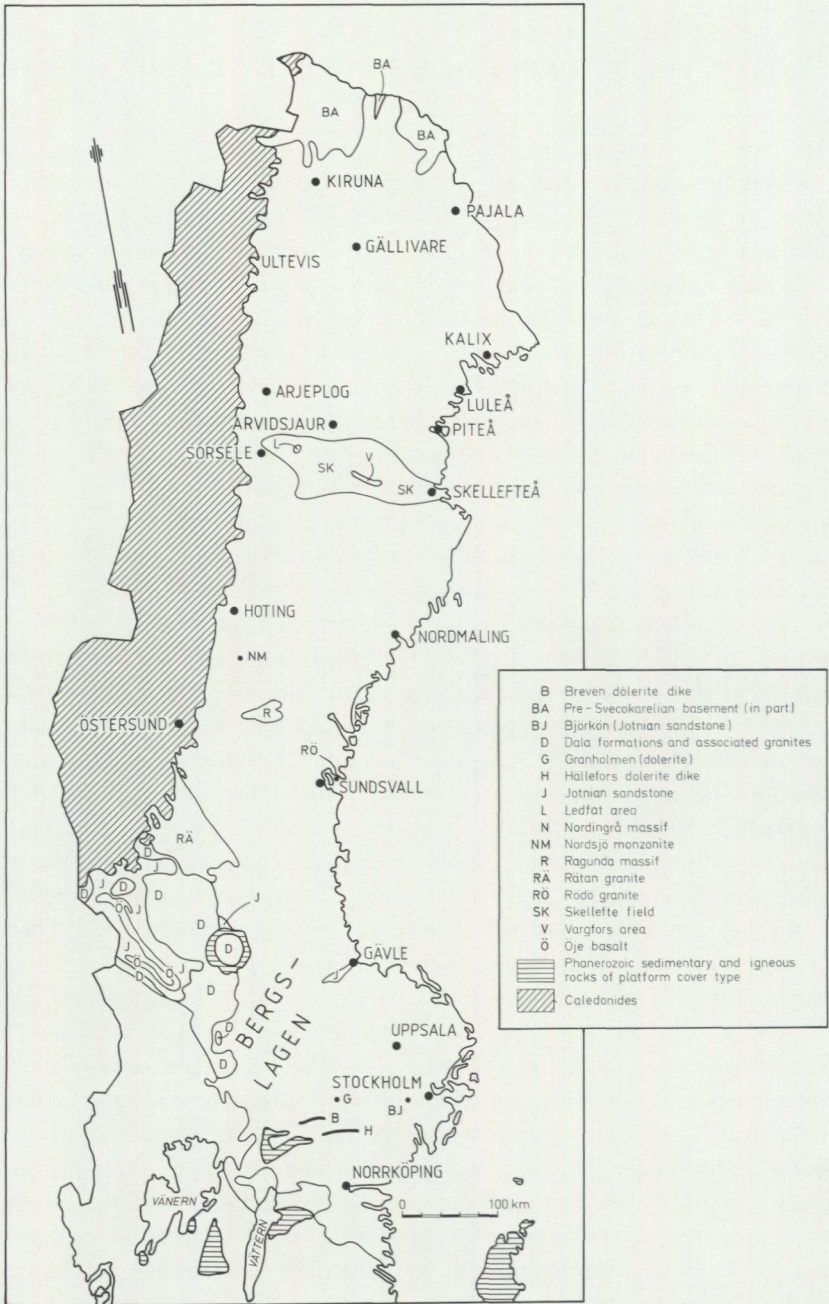 BA
BA
BA
KIRUNA
PAJALA
GÄLLIVARE
ULTEVIS
KALIX
ARJEPLOG
LULEÅ
ARVIDSJAUR
PITEÅ
L
SORSELE
V
SK
SK
SKELLEFTEÅ
HOTING
NORDMALING
NM
R
ÖSTERSUND
RÖ
SUNDSVALL
RÄ
D
J
D
J
D
D
Ö
J
D
J
D
J
GÄVLE
J
Ö
Ö
J
D
D
BERGS-
LAGEN
UPPSALA
D
D
STOCKHOLM
G
BJ
B
H
NORRKÖPING
VÄNERN
VÄTTERN
0 100 km
B Breven dolerite dike
BA Pre-Svecokarelian basement (in part)
BJ Björkön (Jotnian sandstone)
D Dala formations and associated granites
G Granholmen (dolerite)
H Hällefors dolerite dike
J Jotnian sandstone
L Ledfat area
N Nordingrå massif
NM Nordsjö monzonite
R Ragunda massif
RÄ Rätan granite
RÖ Rödö granite
SK Skellefte field
V Vargfors area
Ö Öje basalt
Phanerozoic sedimentary and igneous
rocks of platform cover type
Caledonides